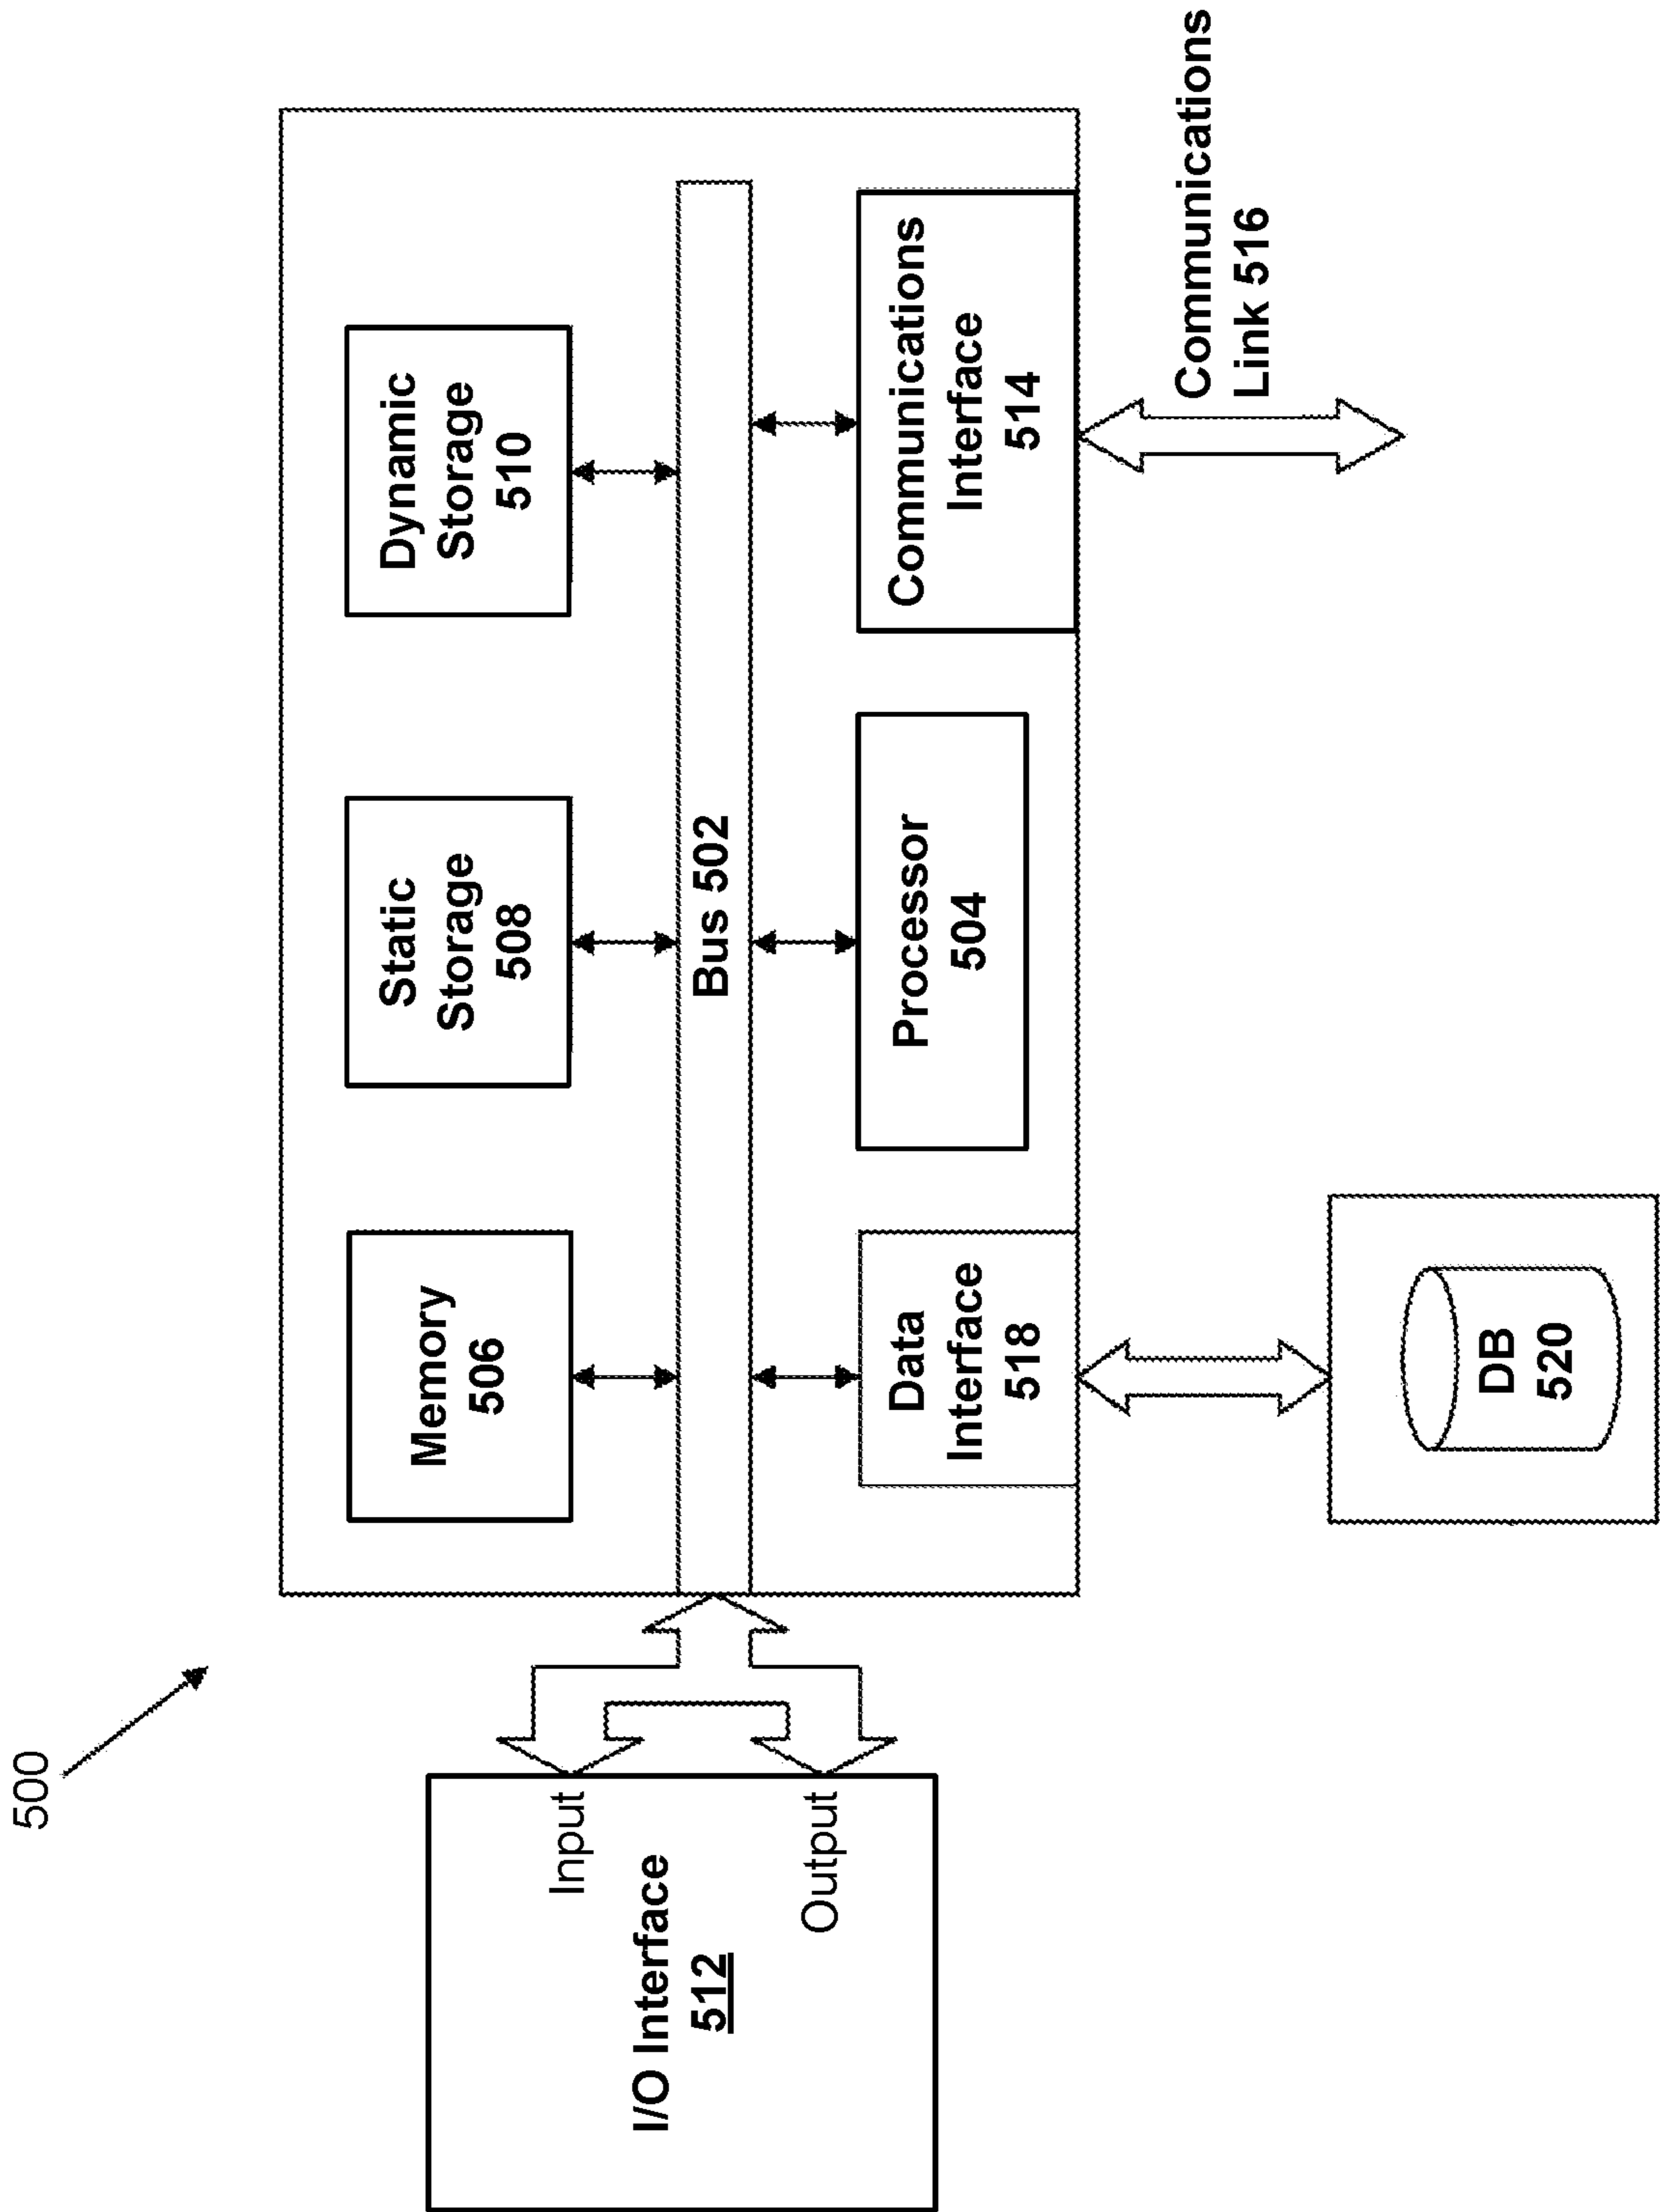 500
Memory
506
Static
Storage
508
Dynamic
Storage
510
I/O Interface
512
Input
Output
Bus 502
Data
Interface
518
Processor
504
Communications
Interface
514
Communications
Link 516
DB
520